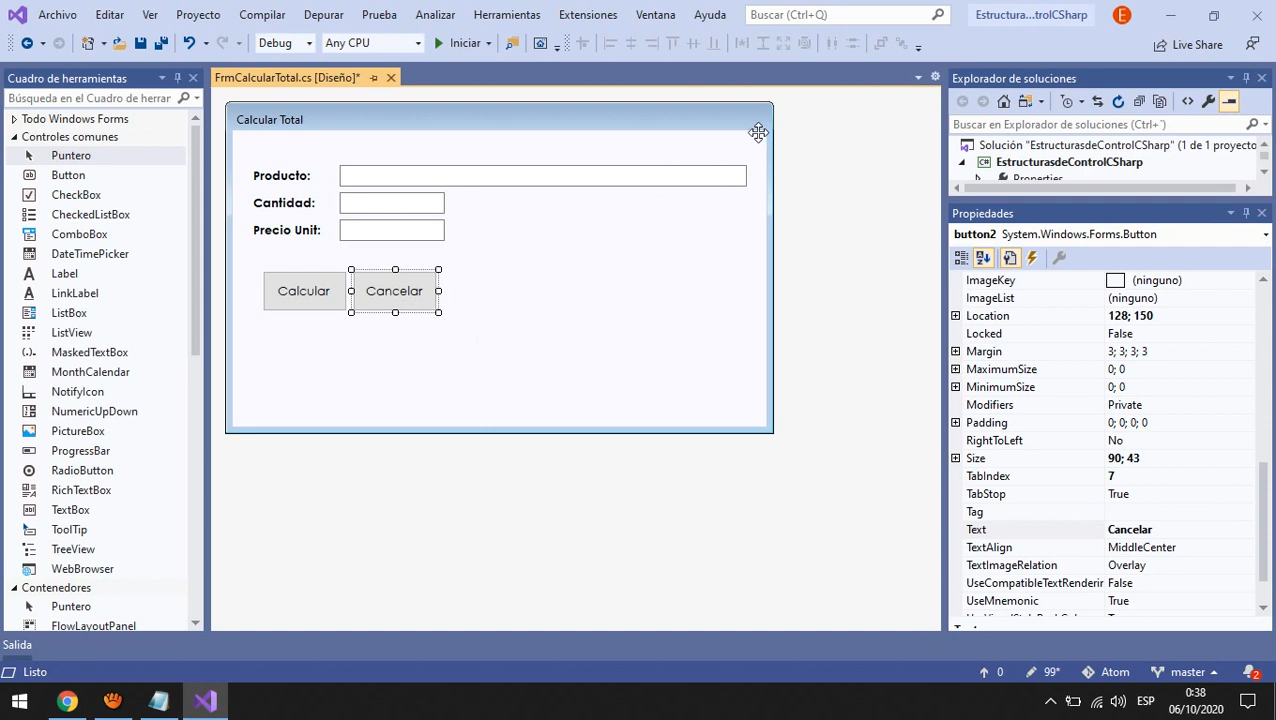 Archivo Editar Ver Proyecto Compilar Depurar Prueba Analizar Herramientas Extensiones Ventana Ayuda Buscar (Ctrl+Q) Estructura...trolCSharp E
Debug Any CPU Iniciar Live Share
Cuadro de herramientas
Búsqueda en el Cuadro de herrar
Todo Windows Forms
Controles comunes
Puntero
Button
CheckBox
CheckedListBox
ComboBox
DateTimePicker
Label
LinkLabel
ListBox
ListView
MaskedTextBox
MonthCalendar
NotifyIcon
NumericUpDown
PictureBox
ProgressBar
RadioButton
RichTextBox
TextBox
ToolTip
TreeView
WebBrowser
Contenedores
Puntero
FlowLayoutPanel
FrmCalcularTotal.cs [Diseño]*
Calcular Total
Producto:
Cantidad:
Precio Unit:
Calcular Cancelar
Explorador de soluciones
Buscar en Explorador de soluciones (Ctrl+´)
Solución "EstructurasdeControlCSharp" (1 de 1 proyecto
EstructurasdeControlCSharp
Properties
Propiedades
button2 System.Windows.Forms.Button
ImageKey (ninguno)
ImageList (ninguno)
Location 128; 150
Locked False
Margin 3; 3; 3; 3
MaximumSize 0; 0
MinimumSize 0; 0
Modifiers Private
Padding 0; 0; 0; 0
RightToLeft No
Size 90; 43
TabIndex 7
TabStop True
Tag
Text Cancelar
TextAlign MiddleCenter
TextImageRelation Overlay
UseCompatibleTextRenderin False
UseMnemonic True
Salida
Listo 0 99* Atom master 2
ESP 0:38
06/10/2020